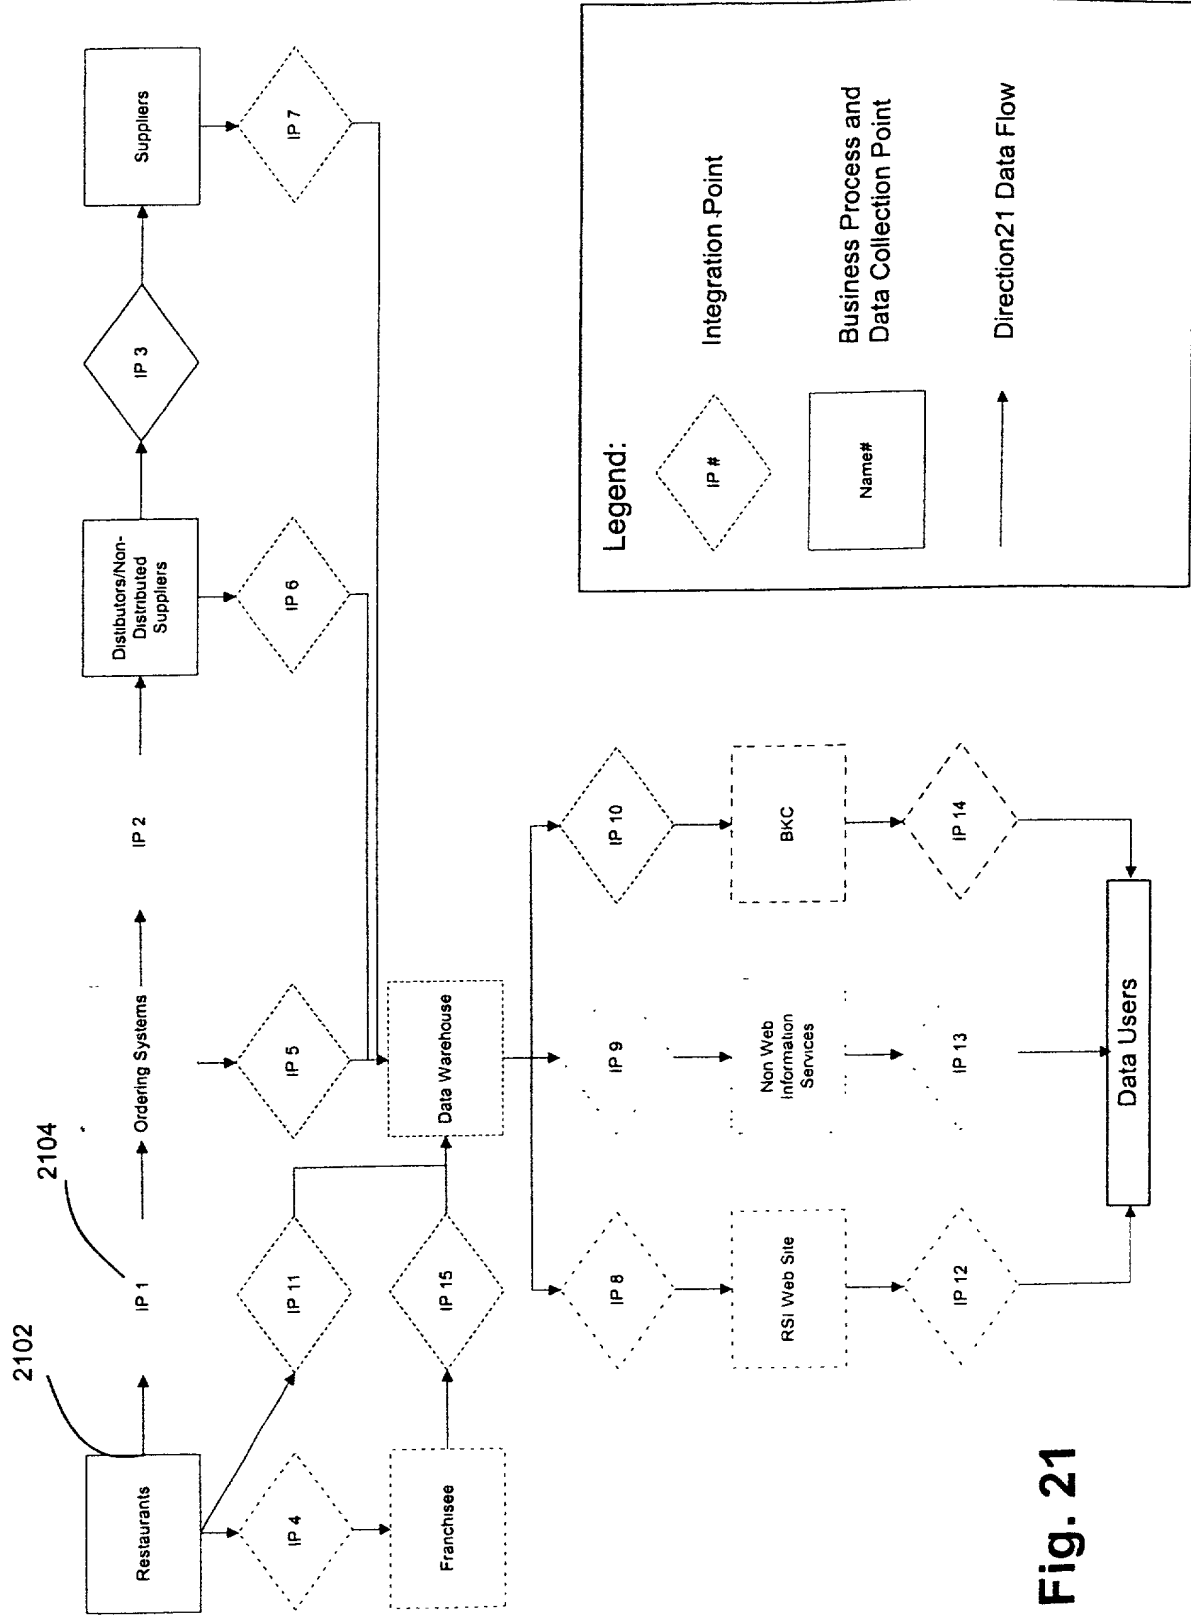 2102
2104
Restaurants
IP 1
Ordering Systems
IP 2
Distibutors/Non-
Distributed
Suppliers
IP 3
Suppliers
IP 4
IP 11
IP 5
IP 6
IP 7
Franchisee
IP 15
Data Warehouse
IP 8
IP 9
IP 10
RSI Web Site
Non Web
Information
Services
BKC
IP 12
IP 13
IP 14
Data Users
Legend:
IP #
Integration Point
Name#
Business Process and
Data Collection Point
Direction21 Data Flow
Fig. 21